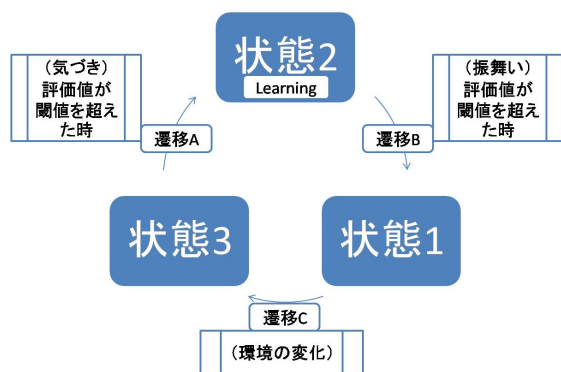 状態2
Learning
(気づき)
評価値が
閾値を超え
た時
遷移A
(振舞い)
評価値が
閾値を超え
た時
遷移B
状態3
状態1
遷移C
(環境の変化)